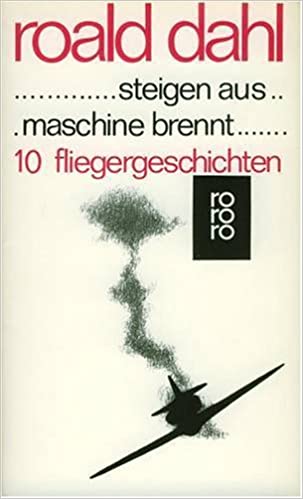 roald dahl
.............steigen aus..
.maschine brennt.......
10 fliegergeschichten
ro
ro
ro